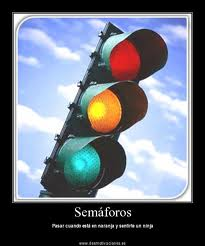 Semáforos
Pasar cuando está en naranja y sentirte un ninja
www.desmotivaciones.es